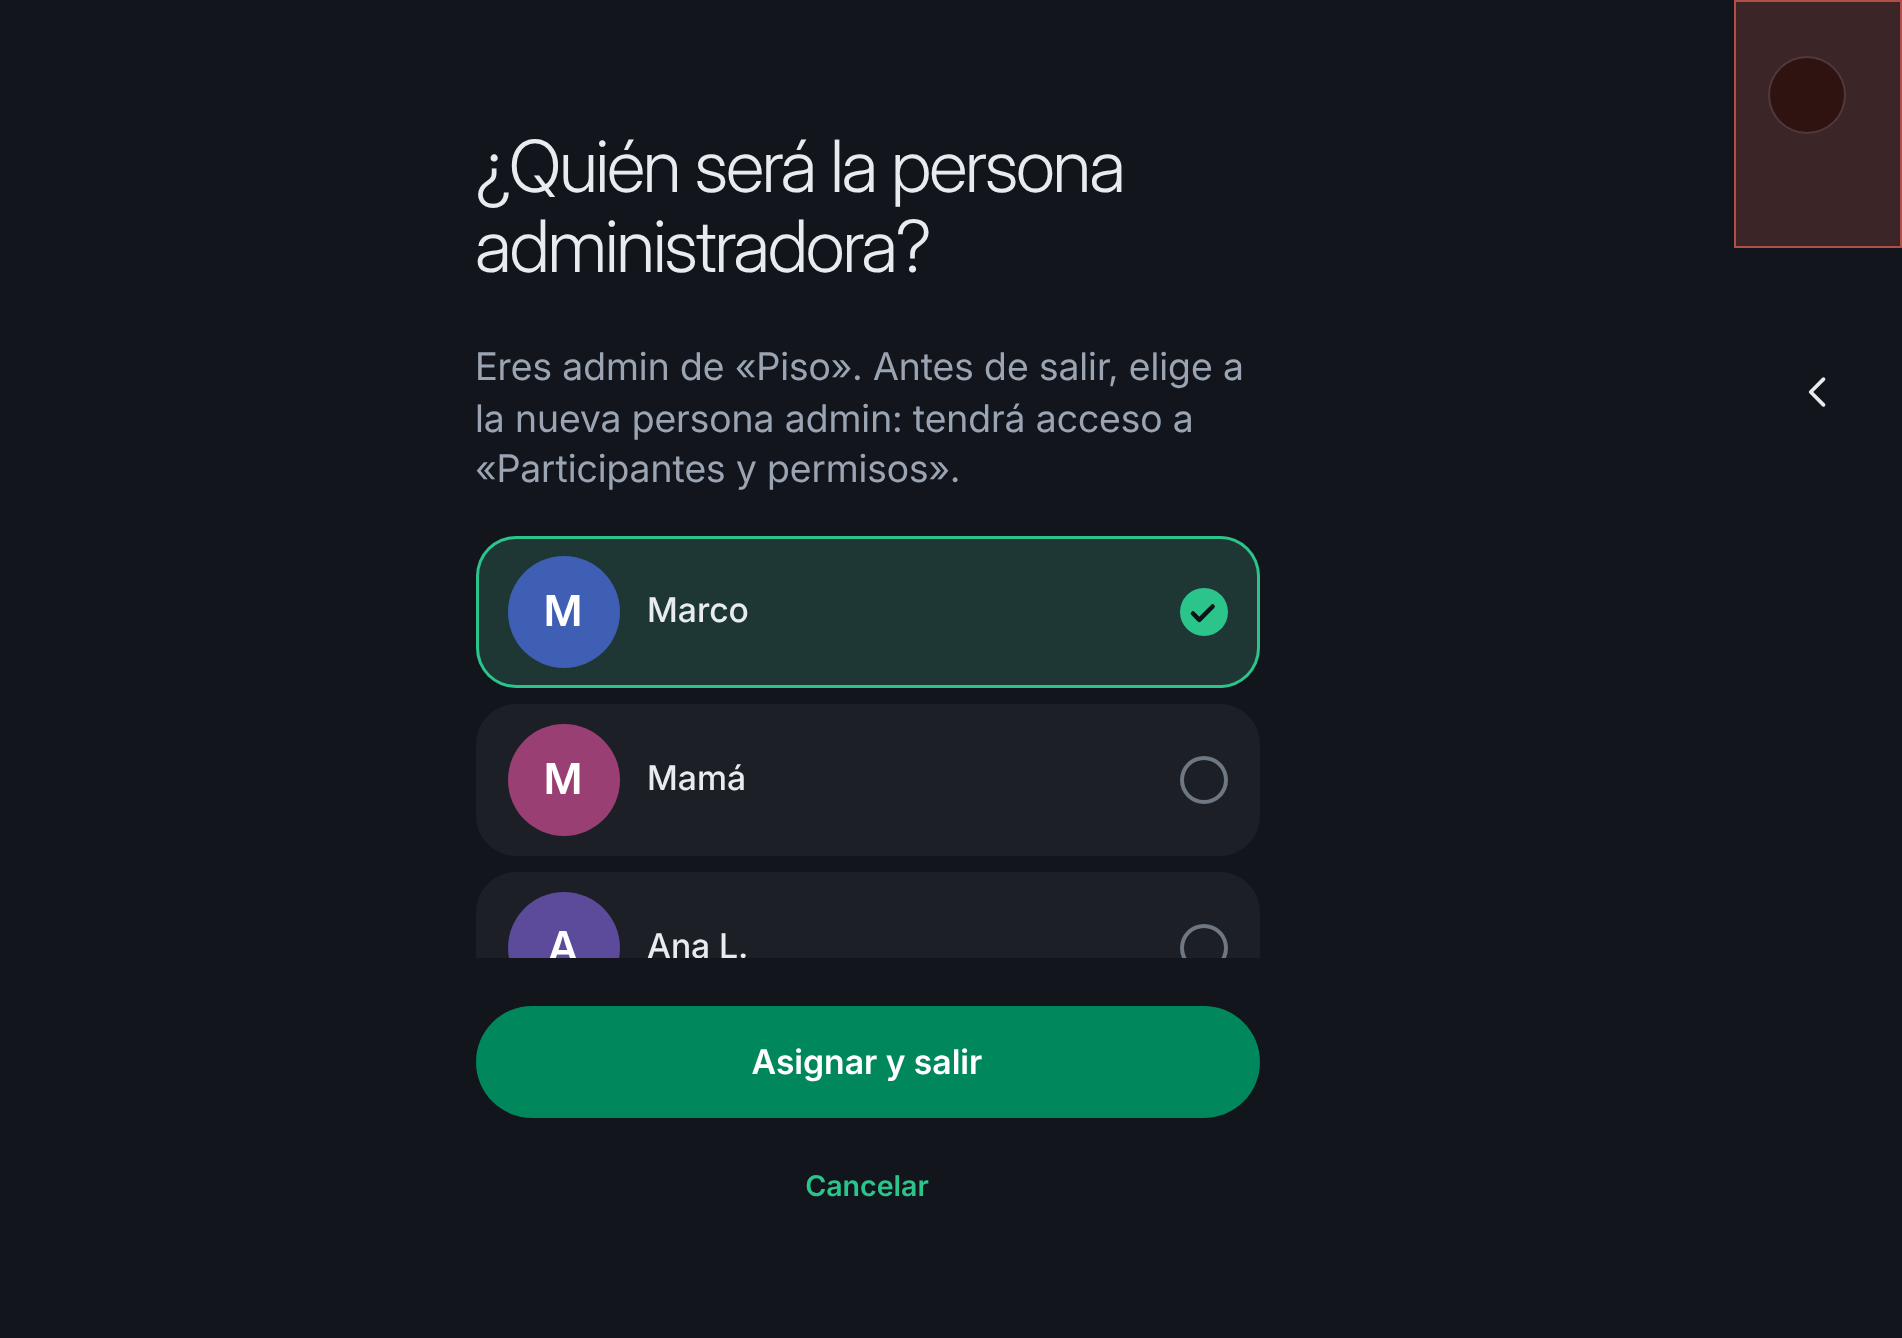 ¿Quién será la persona
administradora?
Eres admin de «Piso». Antes de salir, elige a
la nueva persona admin: tendrá acceso a
«Participantes y permisos».
M Marco
M Mamá
A Ana L.
Asignar y salir
Cancelar